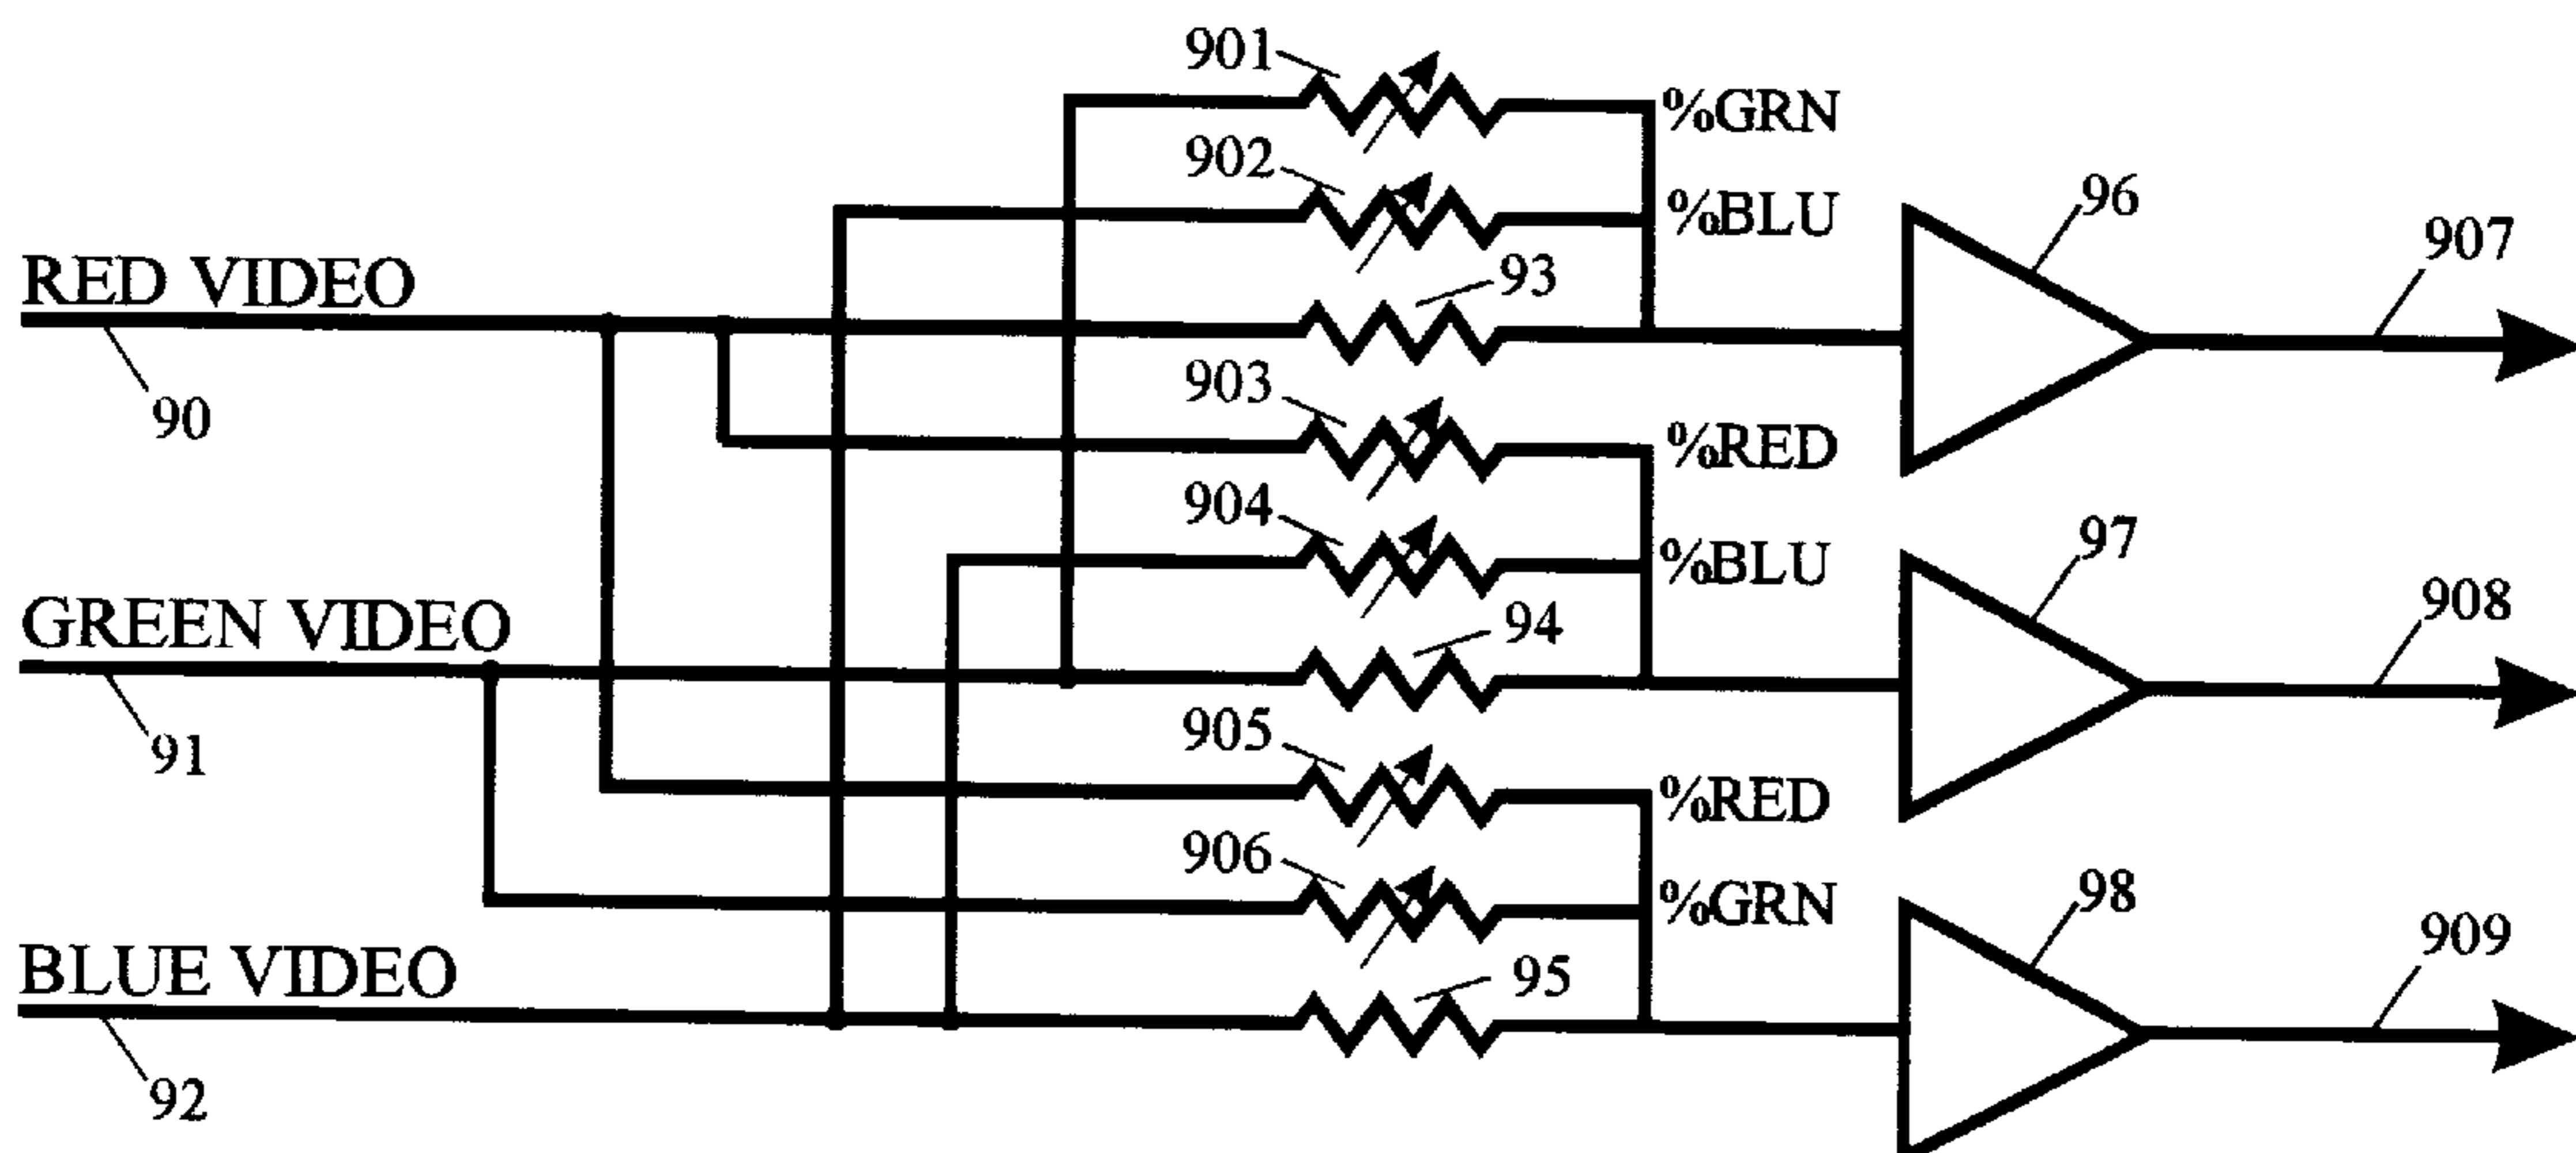 901
%GRN
902
%BLU
96
907
RED VIDEO
93
90
903
%RED
904
%BLU
97
908
GREEN VIDEO
94
91
905
%RED
906
%GRN
98
909
BLUE VIDEO
95
92